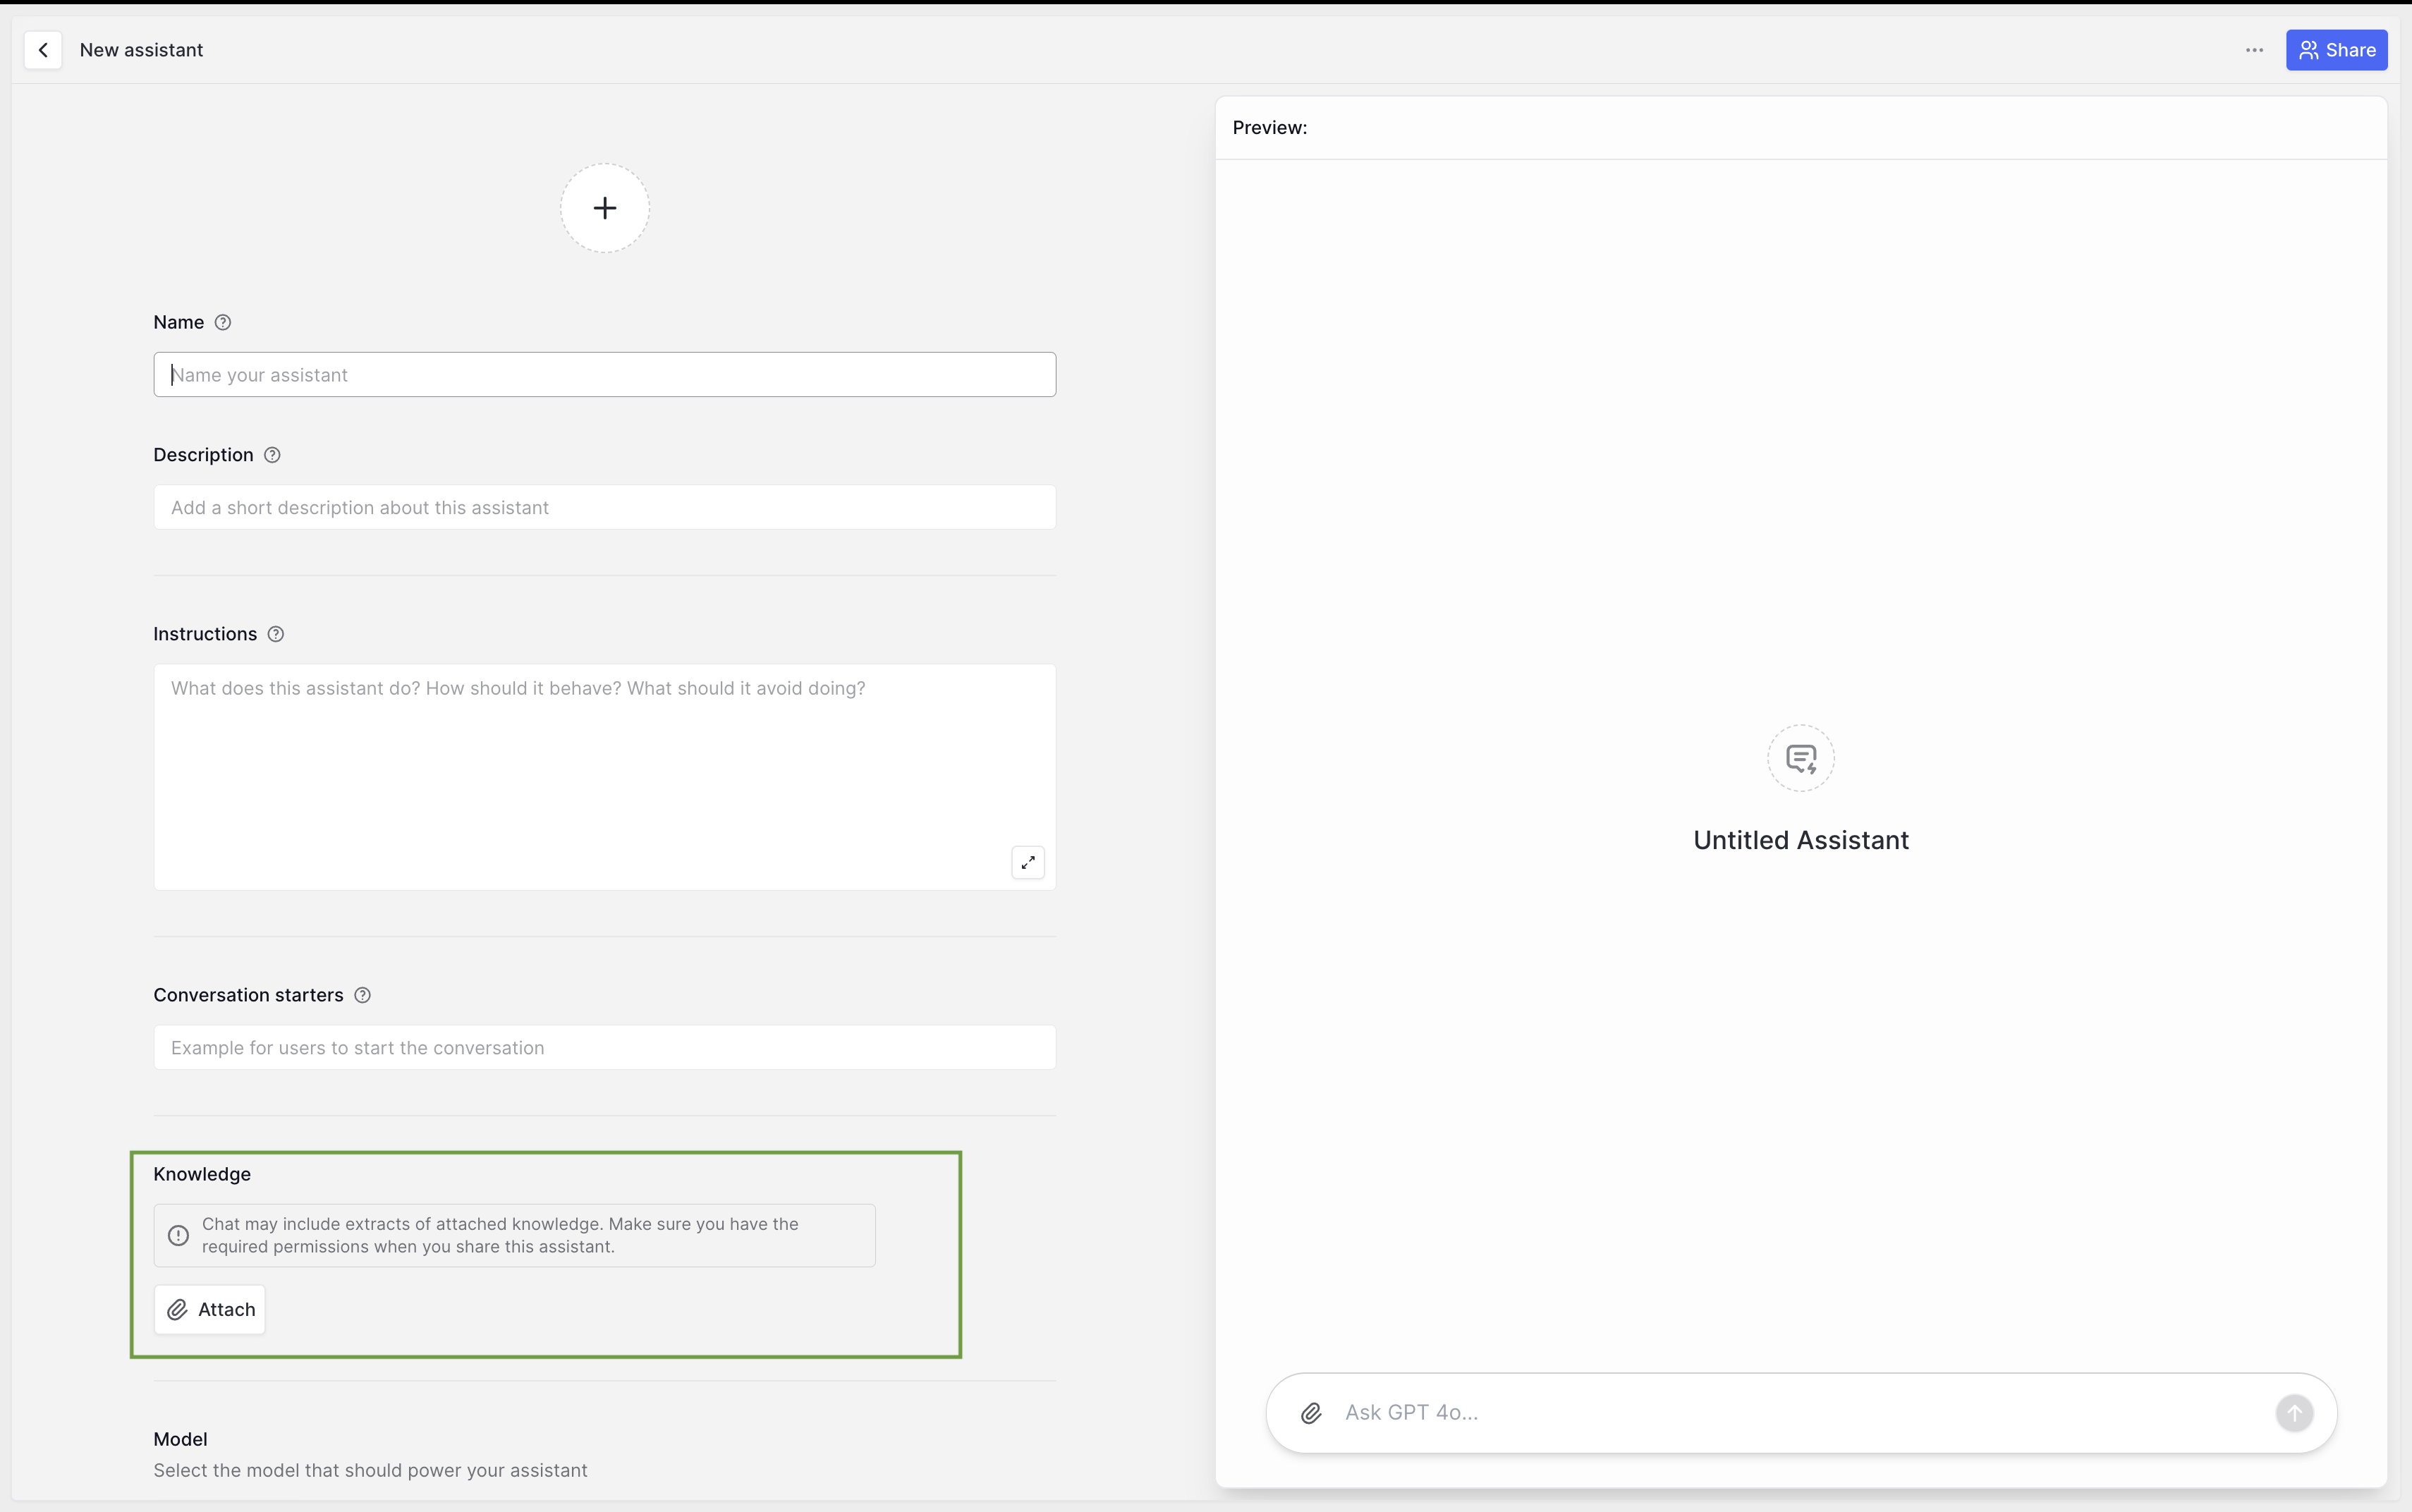 New assistant
Share
Name
Name your assistant
Description
Add a short description about this assistant
Instructions
What does this assistant do? How should it behave? What should it avoid doing?
Conversation starters
Example for users to start the conversation
Knowledge
Chat may include extracts of attached knowledge. Make sure you have the
required permissions when you share this assistant.
Attach
Model
Select the model that should power your assistant
Preview:
Untitled Assistant
Ask GPT 4o...